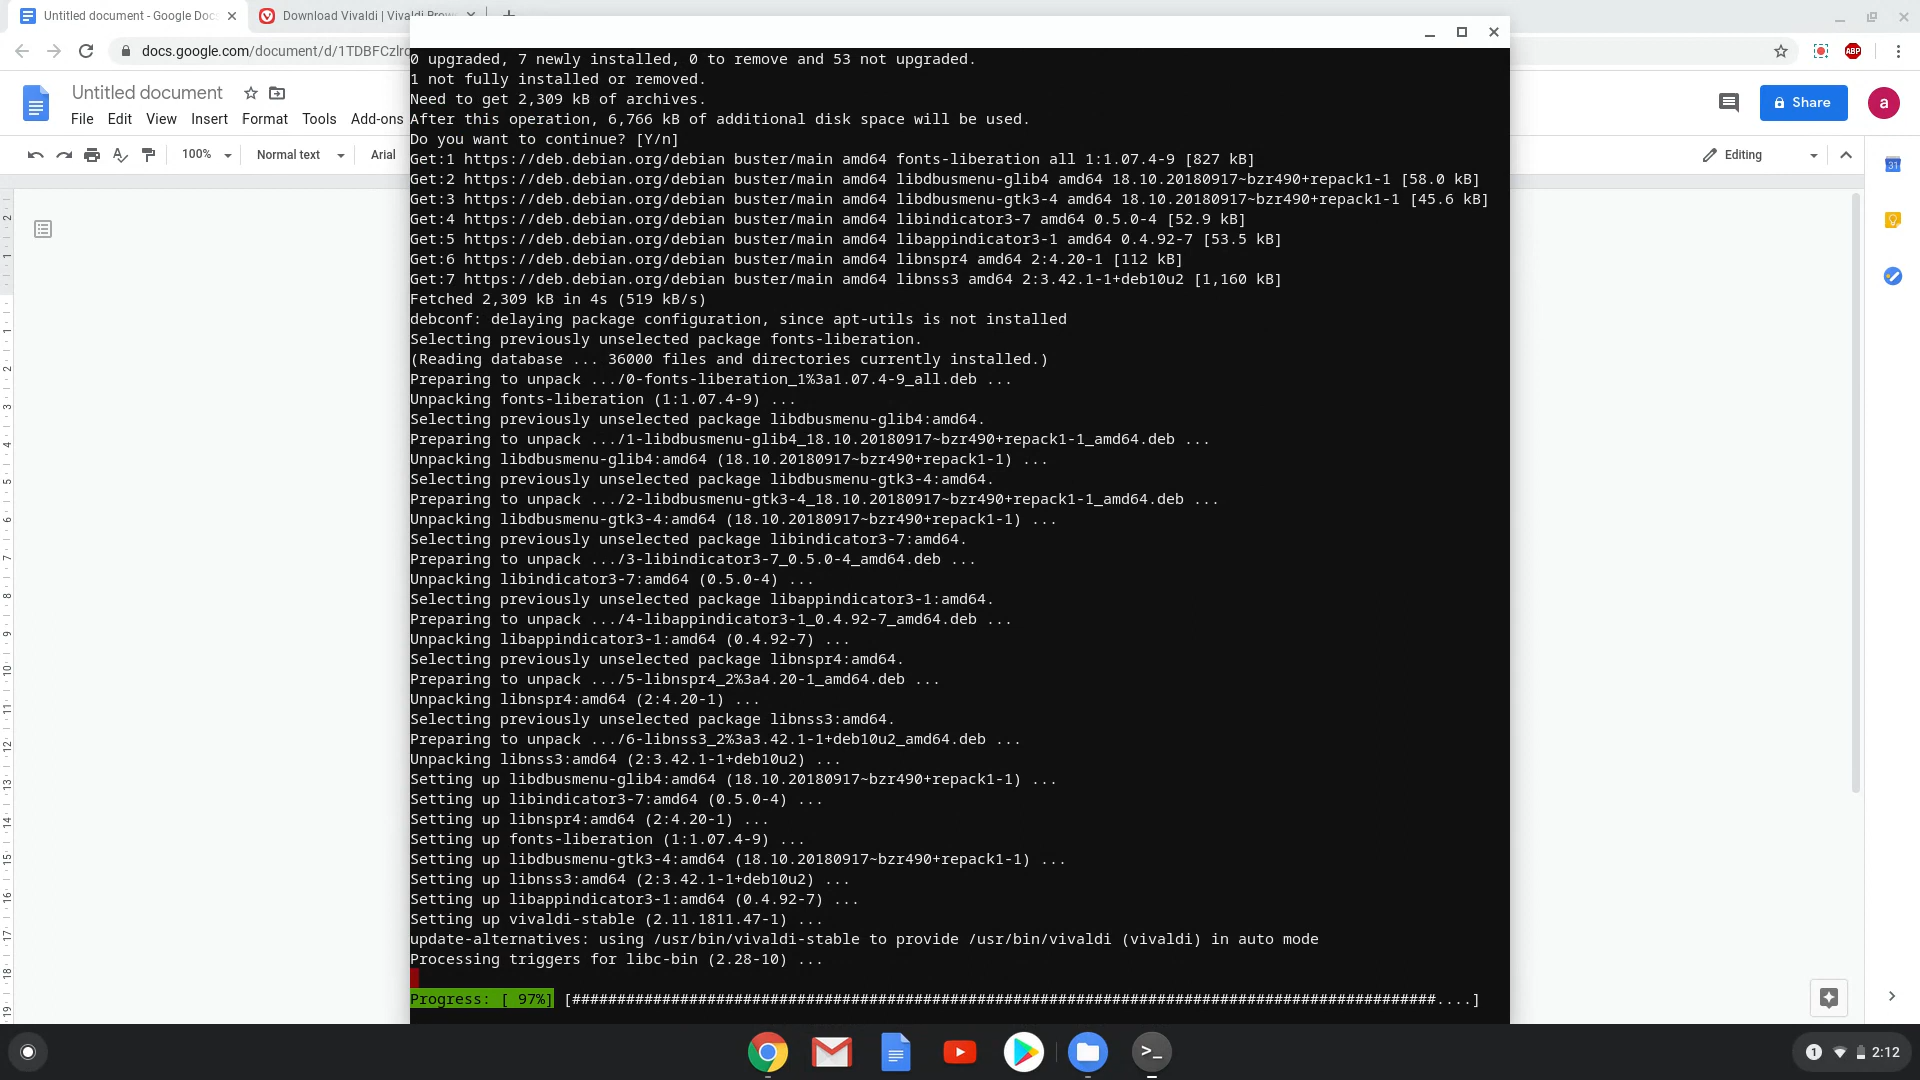 Untitled document - Google Doc
Download Vivaldi | Vivaldi Brow
docs.google.com/document/d/1TDBFCzlr
ABP
Untitled document
File Edit View Insert Format Tools Add-ons
Share
a
100% Normal text Arial
Editing
31
0 upgraded, 7 newly installed, 0 to remove and 53 not upgraded.
1 not fully installed or removed.
Need to get 2,309 kB of archives.
After this operation, 6,766 kB of additional disk space will be used.
Do you want to continue? [Y/n]
Get:1 https://deb.debian.org/debian buster/main amd64 fonts-liberation all 1:1.07.4-9 [827 kB]
Get:2 https://deb.debian.org/debian buster/main amd64 libdbusmenu-glib4 amd64 18.10.20180917~bzr490+repack1-1 [58.0 kB]
Get:3 https://deb.debian.org/debian buster/main amd64 libdbusmenu-gtk3-4 amd64 18.10.20180917~bzr490+repack1-1 [45.6 kB]
Get:4 https://deb.debian.org/debian buster/main amd64 libindicator3-7 amd64 0.5.0-4 [52.9 kB]
Get:5 https://deb.debian.org/debian buster/main amd64 libappindicator3-1 amd64 0.4.92-7 [53.5 kB]
Get:6 https://deb.debian.org/debian buster/main amd64 libnspr4 amd64 2:4.20-1 [112 kB]
Get:7 https://deb.debian.org/debian buster/main amd64 libnss3 amd64 2:3.42.1-1+deb10u2 [1,160 kB]
Fetched 2,309 kB in 4s (519 kB/s)
debconf: delaying package configuration, since apt-utils is not installed
Selecting previously unselected package fonts-liberation.
(Reading database ... 36000 files and directories currently installed.)
Preparing to unpack .../0-fonts-liberation_1%3a1.07.4-9_all.deb ...
Unpacking fonts-liberation (1:1.07.4-9) ...
Selecting previously unselected package libdbusmenu-glib4:amd64.
Preparing to unpack .../1-libdbusmenu-glib4_18.10.20180917~bzr490+repack1-1_amd64.deb ...
Unpacking libdbusmenu-glib4:amd64 (18.10.20180917~bzr490+repack1-1) ...
Selecting previously unselected package libdbusmenu-gtk3-4:amd64.
Preparing to unpack .../2-libdbusmenu-gtk3-4_18.10.20180917~bzr490+repack1-1_amd64.deb ...
Unpacking libdbusmenu-gtk3-4:amd64 (18.10.20180917~bzr490+repack1-1) ...
Selecting previously unselected package libindicator3-7:amd64.
Preparing to unpack .../3-libindicator3-7_0.5.0-4_amd64.deb ...
Unpacking libindicator3-7:amd64 (0.5.0-4) ...
Selecting previously unselected package libappindicator3-1:amd64.
Preparing to unpack .../4-libappindicator3-1_0.4.92-7_amd64.deb ...
Unpacking libappindicator3-1:amd64 (0.4.92-7) ...
Selecting previously unselected package libnspr4:amd64.
Preparing to unpack .../5-libnspr4_2%3a4.20-1_amd64.deb ...
Unpacking libnspr4:amd64 (2:4.20-1) ...
Selecting previously unselected package libnss3:amd64.
Preparing to unpack .../6-libnss3_2%3a3.42.1-1+deb10u2_amd64.deb ...
Unpacking libnss3:amd64 (2:3.42.1-1+deb10u2) ...
Setting up libdbusmenu-glib4:amd64 (18.10.20180917~bzr490+repack1-1) ...
Setting up libindicator3-7:amd64 (0.5.0-4) ...
Setting up libnspr4:amd64 (2:4.20-1) ...
Setting up fonts-liberation (1:1.07.4-9) ...
Setting up libdbusmenu-gtk3-4:amd64 (18.10.20180917~bzr490+repack1-1) ...
Setting up libnss3:amd64 (2:3.42.1-1+deb10u2) ...
Setting up libappindicator3-1:amd64 (0.4.92-7) ...
Setting up vivaldi-stable (2.11.1811.47-1) ...
update-alternatives: using /usr/bin/vivaldi-stable to provide /usr/bin/vivaldi (vivaldi) in auto mode
Processing triggers for libc-bin (2.28-10) ...
Progress: [ 97%] [################################################################################################....]
2
1
1
2
3
4
5
6
7
8
9
10
11
12
13
14
15
16
17
18
19
1 2:12